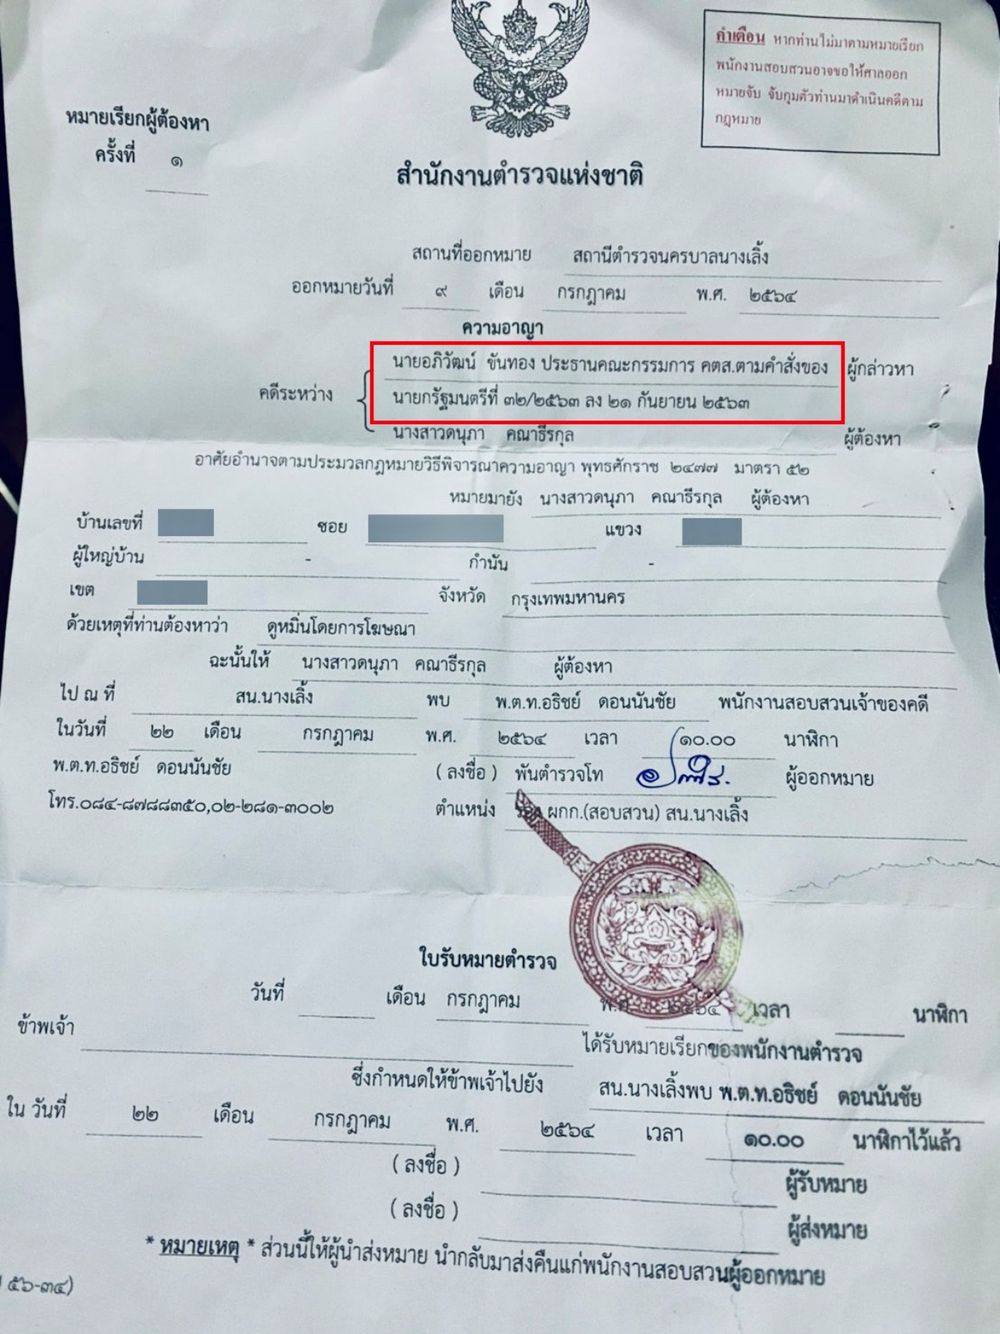 คำเตือน หากท่านไม่มาตามหมายเรียก
พนักงานสอบสวนอาจขอให้ศาลออก
หมายจับ จับกุมตัวท่านมาดำเนินคดีตาม
กฎหมาย
หมายเรียกผู้ต้องหา
ครั้งที่ ๑
สำนักงานตำรวจแห่งชาติ
สถานที่ออกหมาย สถานีตำรวจนครบาลนางเลิ้ง
ออกหมายวันที่ ๙ เดือน กรกฎาคม พ.ศ. ๒๕๖๔
ความอาญา
นายอภิวัฒน์ ขันทอง ประธานคณะกรรมการ คตส.ตามคำสั่งของ ผู้กล่าวหา
คดีระหว่าง นายกรัฐมนตรีที่ ๓๒/๒๕๖๓ ลง ๒๑ กันยายน ๒๕๖๓
นางสาวดนุภา คณาธีรกุล ผู้ต้องหา
อาศัยอำนาจตามประมวลกฎหมายวิธีพิจารณาความอาญา พุทธศักราช ๒๔๗๗ มาตรา ๕๒
หมายมายัง นางสาวดนุภา คณาธีรกุล ผู้ต้องหา
บ้านเลขที่ ซอย แขวง
ผู้ใหญ่บ้าน - กำนัน -
เขต จังหวัด กรุงเทพมหานคร
ด้วยเหตุที่ท่านต้องหาว่า ดูหมิ่นโดยการโฆษณา
ฉะนั้นให้ นางสาวดนุภา คณาธีรกุล ผู้ต้องหา
ไป ณ ที่ สน.นางเลิ้ง พบ พ.ต.ท.อธิชย์ ดอนนันชัย พนักงานสอบสวนเจ้าของคดี
ในวันที่ ๒๒ เดือน กรกฎาคม พ.ศ. ๒๕๖๔ เวลา ๑๐.๐๐ นาฬิกา
พ.ต.ท.อธิชย์ ดอนนันชัย (ลงชื่อ) พันตำรวจโท ผู้ออกหมาย
โทร.๐๘๔-๘๗๘๘๓๕๐,๐๒-๒๘๑-๓๐๐๒ ตำแหน่ง รอง ผกก.(สอบสวน) สน.นางเลิ้ง
ใบรับหมายตำรวจ
วันที่ เดือน กรกฎาคม พ.ศ. ๒๕๖๔ เวลา นาฬิกา
ข้าพเจ้า ได้รับหมายเรียกของพนักงานตำรวจ
ซึ่งกำหนดให้ข้าพเจ้าไปยัง สน.นางเลิ้งพบ พ.ต.ท.อธิชย์ ดอนนันชัย
ใน วันที่ ๒๒ เดือน กรกฎาคม พ.ศ. ๒๕๖๔ เวลา ๑๐.๐๐ นาฬิกาไว้แล้ว
(ลงชื่อ) ผู้รับหมาย
(ลงชื่อ) ผู้ส่งหมาย
* หมายเหตุ * ส่วนนี้ให้ผู้นำส่งหมาย นำกลับมาส่งคืนแก่พนักงานสอบสวนผู้ออกหมาย
๕๖-๓๔)